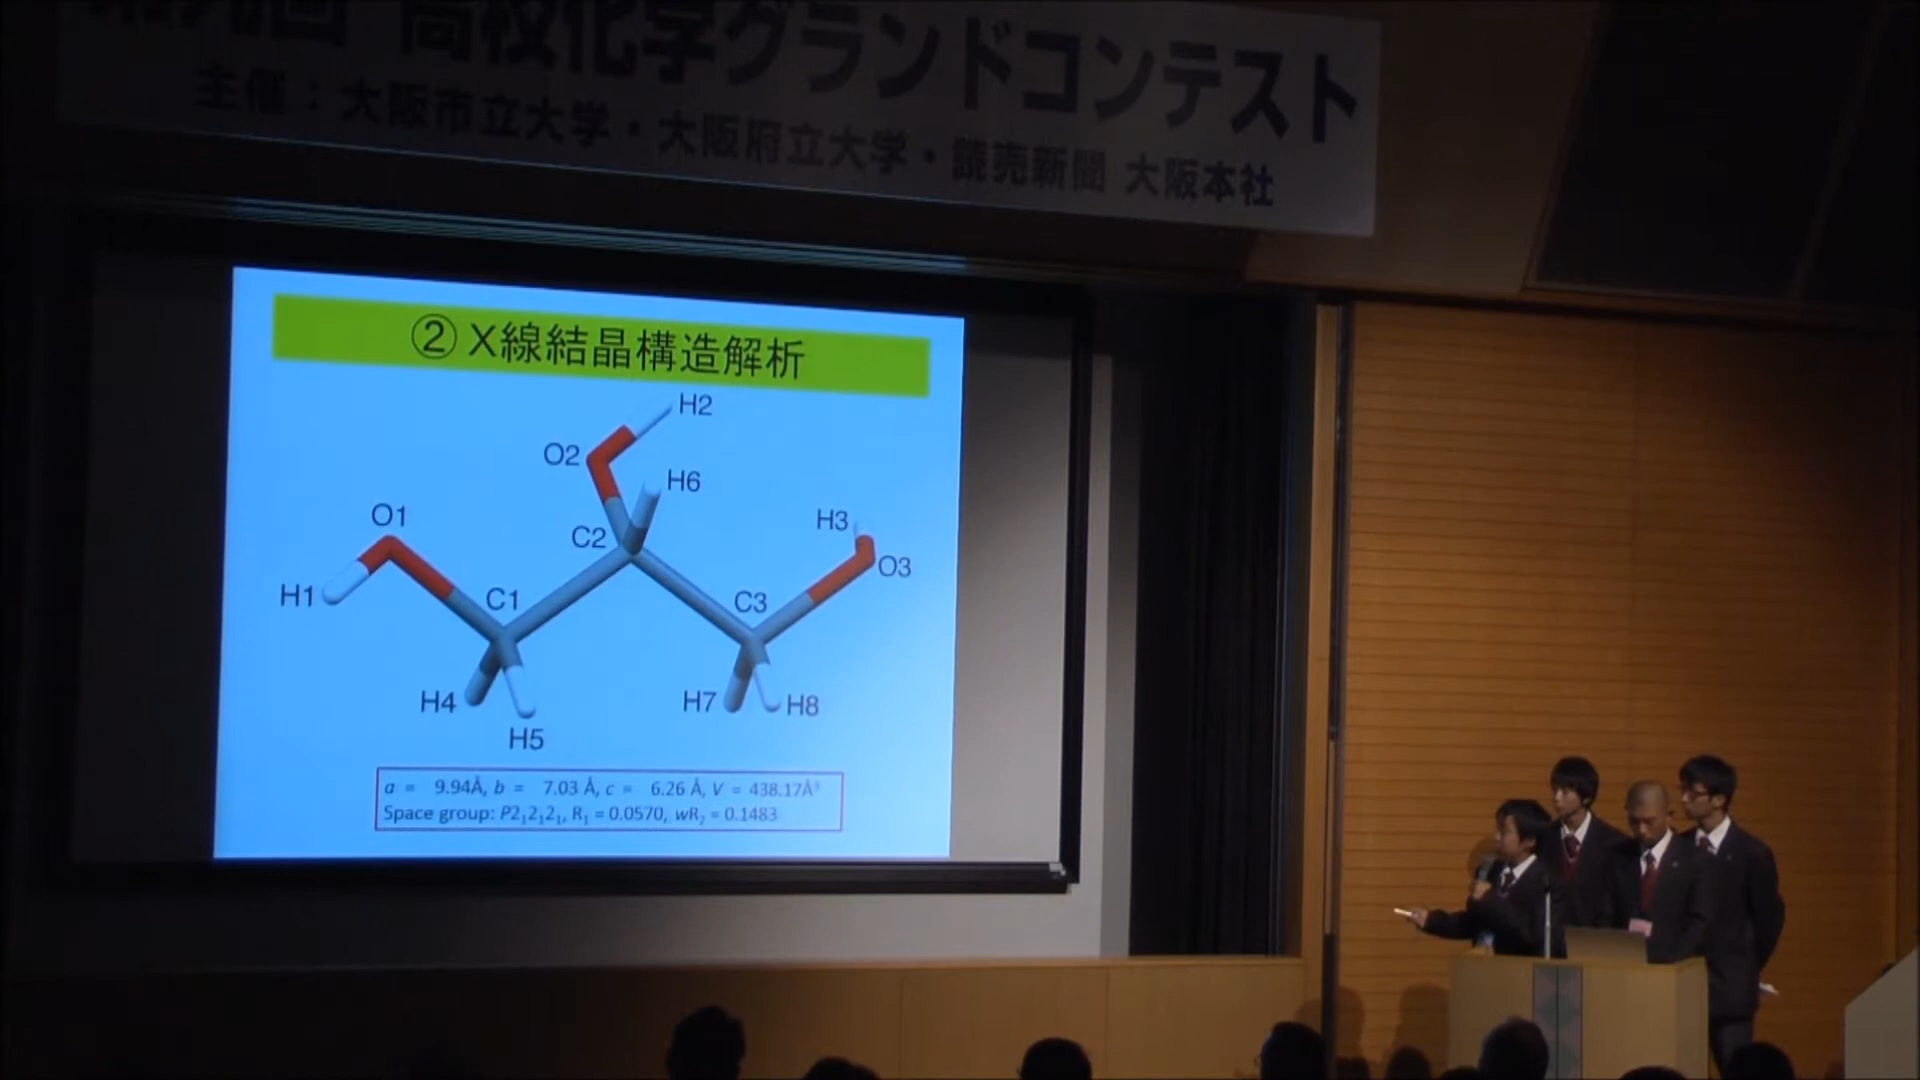 高校化学グランドコンテスト
主催：大阪市立大学・大阪府立大学・読売新聞 大阪本社
② X線結晶構造解析
H2
O2
H6
O1
C2
H3
O3
H1
C1
C3
H4
H7
H8
H5
a = 9.94Å, b = 7.03 Å, c = 6.26 Å, V = 438.17Å³
Space group: P2₁2₁2₁, R₁ = 0.0570, wR₂ = 0.1483